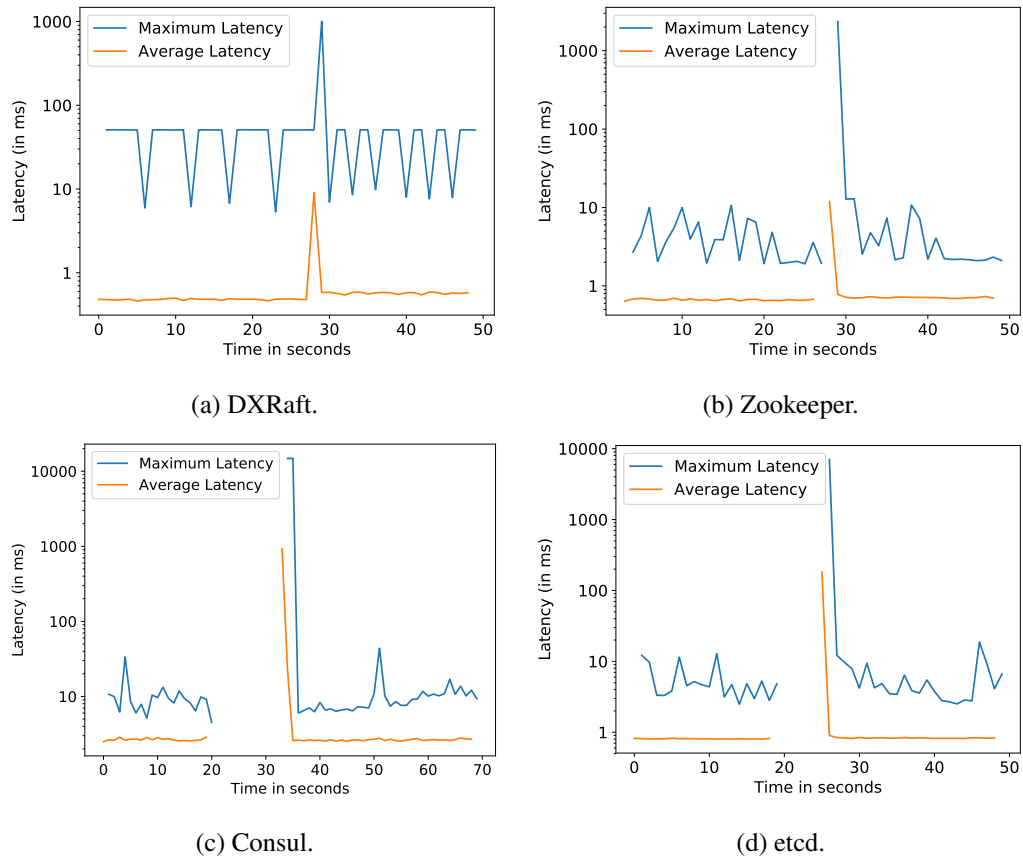 Maximum Latency
Average Latency
1000
100
10
1
Latency (in ms)
0 10 20 30 40 50
Time in seconds
(a) DXRaft.
Maximum Latency
Average Latency
1000
100
10
1
Latency (in ms)
10 20 30 40 50
Time in seconds
(b) Zookeeper.
Maximum Latency
Average Latency
10000
1000
100
10
Latency (in ms)
0 10 20 30 40 50 60 70
Time in seconds
(c) Consul.
Maximum Latency
Average Latency
10000
1000
100
10
1
Latency (in ms)
0 10 20 30 40 50
Time in seconds
(d) etcd.